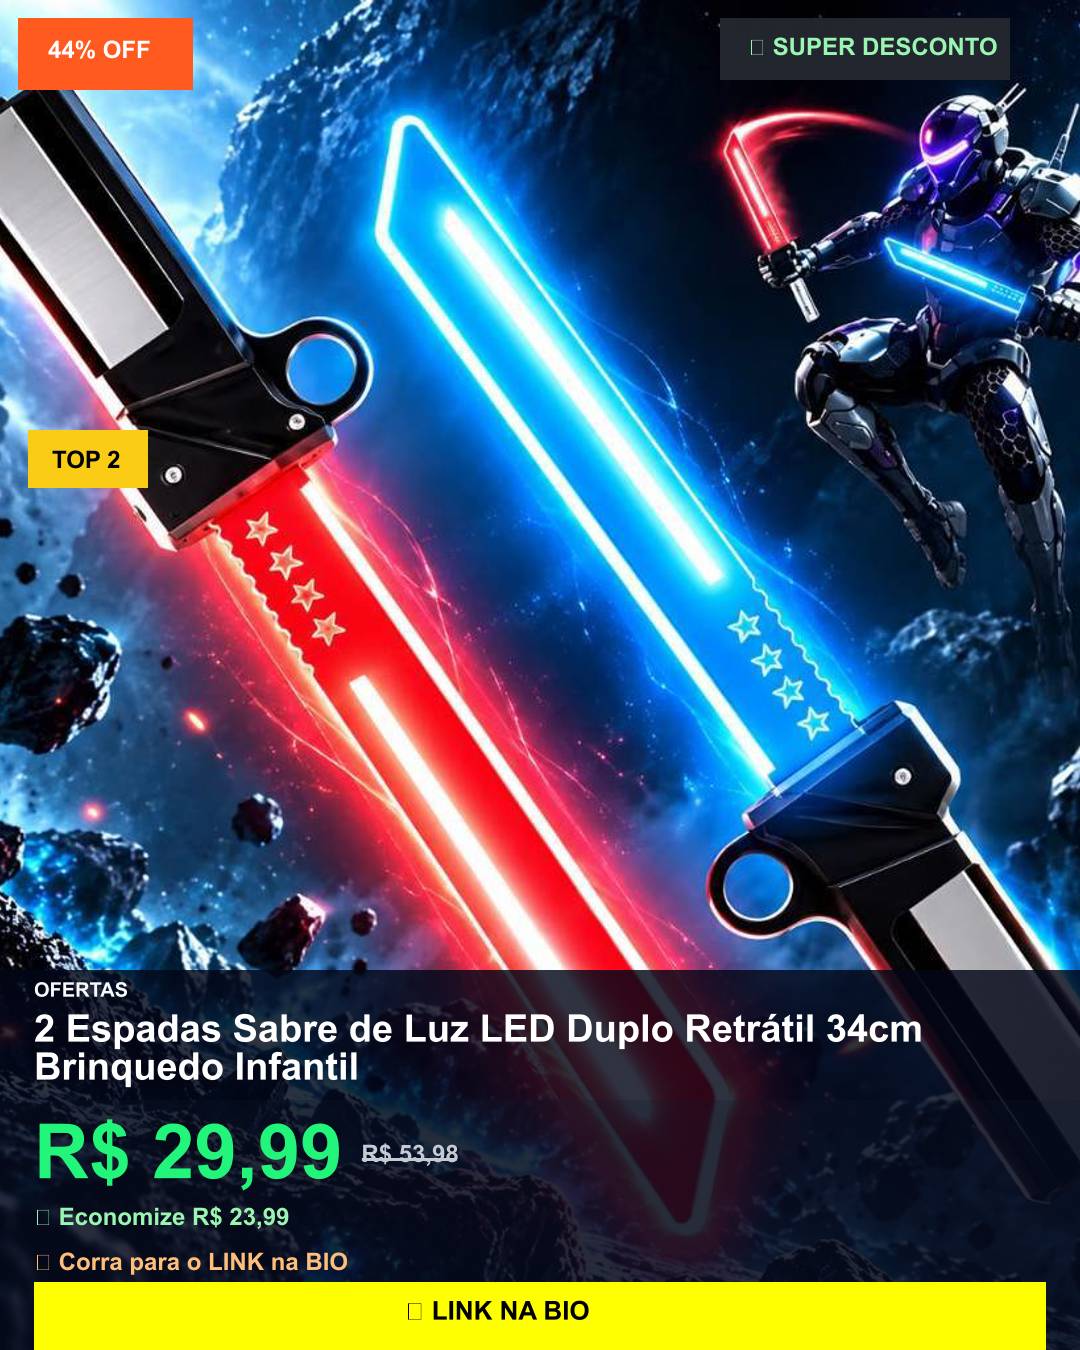 44% OFF
SUPER DESCONTO
TOP 2
OFERTAS
2 Espadas Sabre de Luz LED Duplo Retrátil 34cm
Brinquedo Infantil
R$ 29,99 R$ 53,98
Economize R$ 23,99
Corra para o LINK na BIO
LINK NA BIO